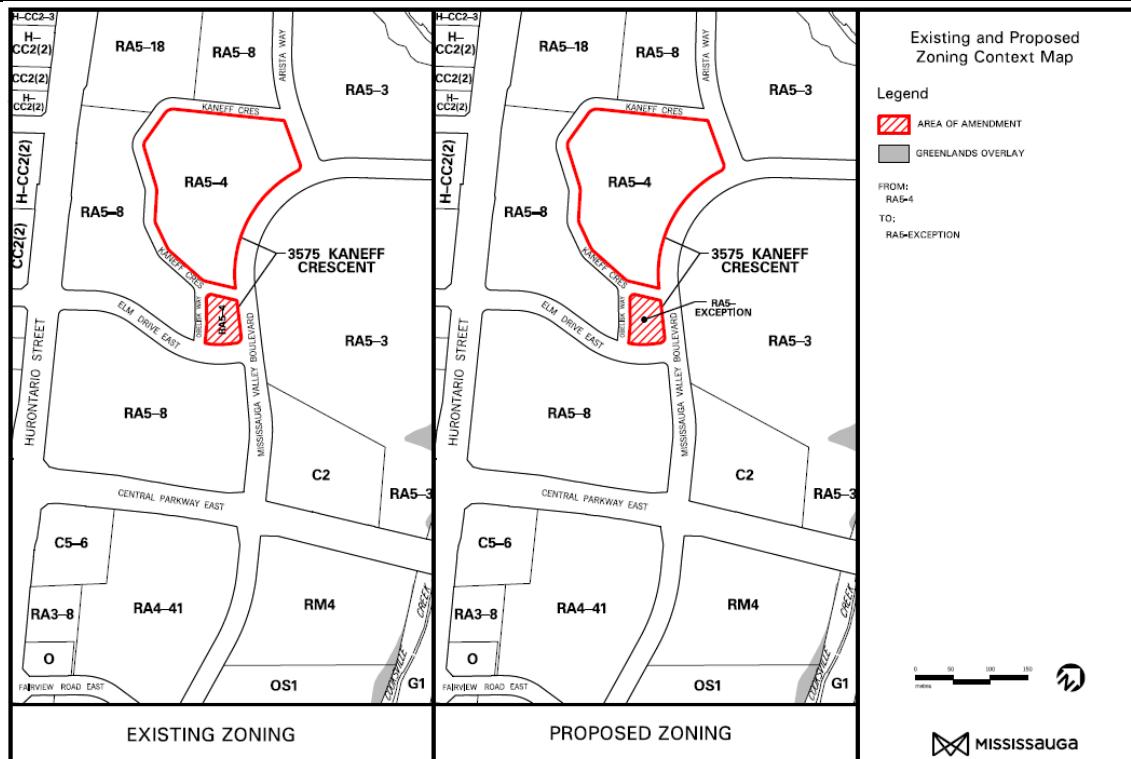 H-CC2-3
H-
CC2(2)
CC2(2)
H-
CC2(2)
H-CC2(2)
CC2(2)
RA5-18
RA5-8
ARISTA WAY
RA5-3
KANEFF CRES
RA5-4
RA5-8
KANEFF CRES
3575 KANEFF
CRESCENT
OBELISK WAY
RA5-4
ELM DRIVE EAST
HURONTARIO STREET
MISSISSAUGA VALLEY BOULEVARD
RA5-3
RA5-8
C2
RA5-3
CENTRAL PARKWAY EAST
C5-6
RA3-8
RA4-41
RM4
O
COOKSVILLE CREEK
FAIRVIEW ROAD EAST
OS1
G1
EXISTING ZONING
H-CC2-3
H-
CC2(2)
CC2(2)
H-
CC2(2)
H-CC2(2)
CC2(2)
RA5-18
RA5-8
ARISTA WAY
RA5-3
KANEFF CRES
RA5-4
RA5-8
KANEFF CRES
3575 KANEFF
CRESCENT
OBELISK WAY
RA5-
EXCEPTION
ELM DRIVE EAST
HURONTARIO STREET
MISSISSAUGA VALLEY BOULEVARD
RA5-3
RA5-8
C2
RA5-3
CENTRAL PARKWAY EAST
C5-6
RA3-8
RA4-41
RM4
O
COOKSVILLE CREEK
FAIRVIEW ROAD EAST
OS1
G1
PROPOSED ZONING
Existing and Proposed
Zoning Context Map
Legend
AREA OF AMENDMENT
GREENLANDS OVERLAY
FROM:
RA5-4
TO:
RA5-EXCEPTION
0 50 100 150
metres
MISSISSAUGA